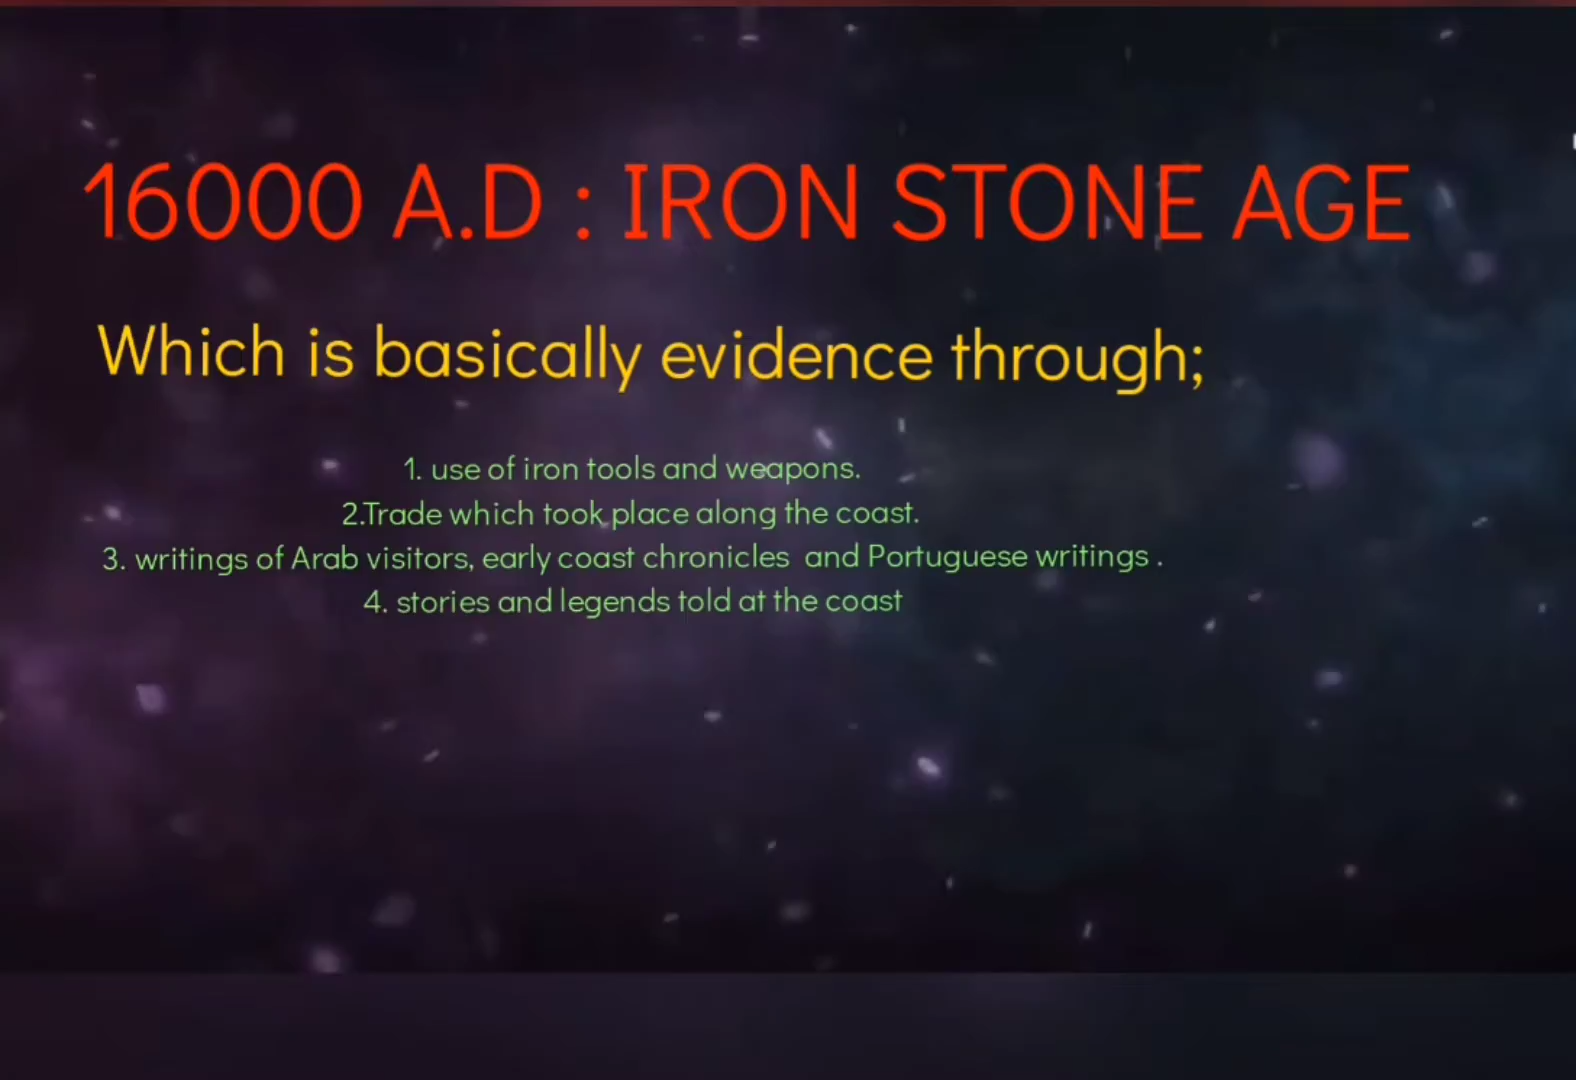 16000 A.D : IRON STONE AGE
Which is basically evidence through;
1. use of iron tools and weapons.
2.Trade which took place along the coast.
3. writings of Arab visitors, early coast chronicles  and Portuguese writings .
4. stories and legends told at the coast